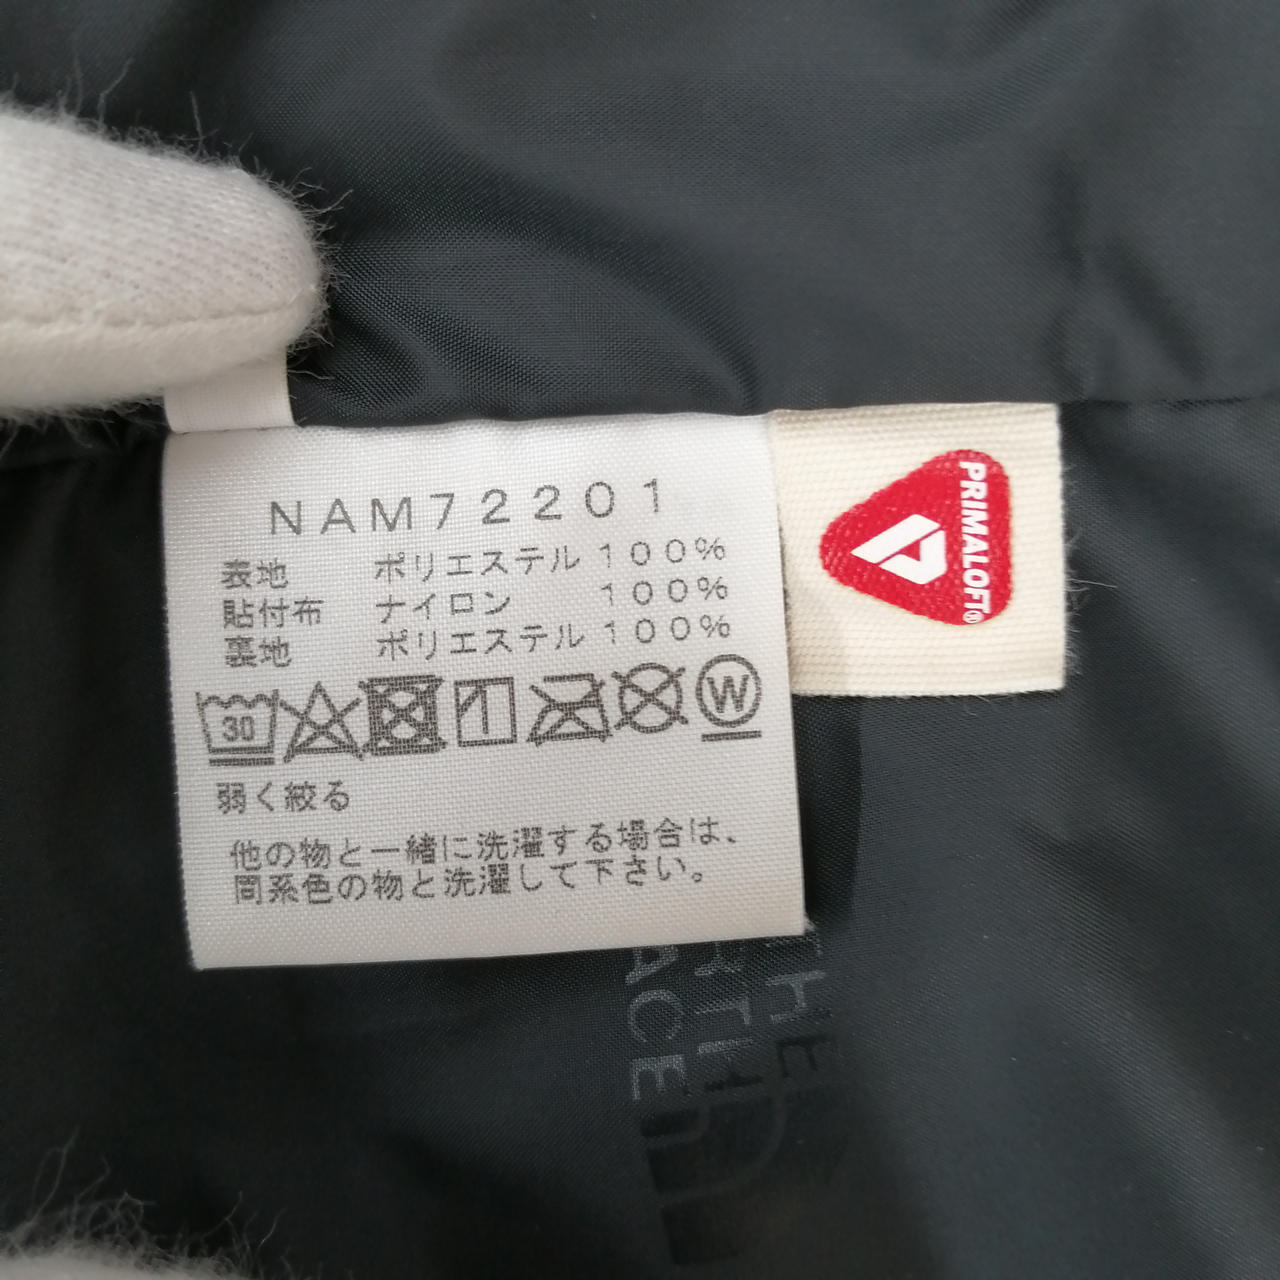 NAM72201
表地 ポリエステル 100%
貼付布 ナイロン 100%
裏地 ポリエステル 100%
30
W
弱く絞る
他の物と一緒に洗濯する場合は、
同系色の物と洗濯して下さい。
PRIMALOFT®
THE
RTH
ACE